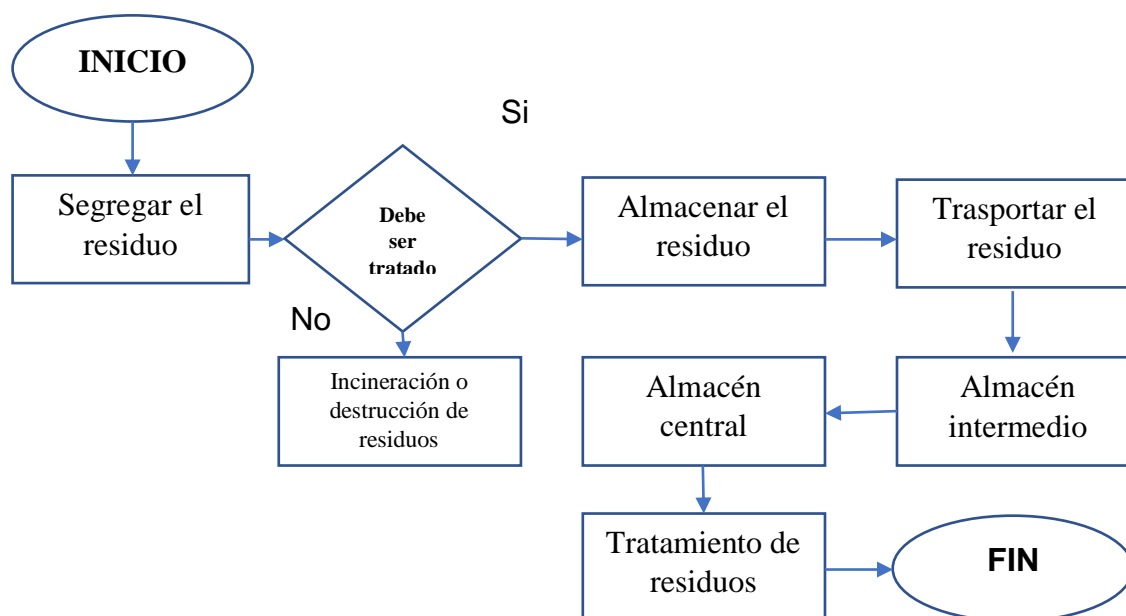 INICIO
Si
Segregar el
residuo
Debe
ser
tratado
Almacenar el
residuo
Trasportar el
residuo
No
Incineración o
destrucción de
residuos
Almacén
central
Almacén
intermedio
Tratamiento de
residuos
FIN